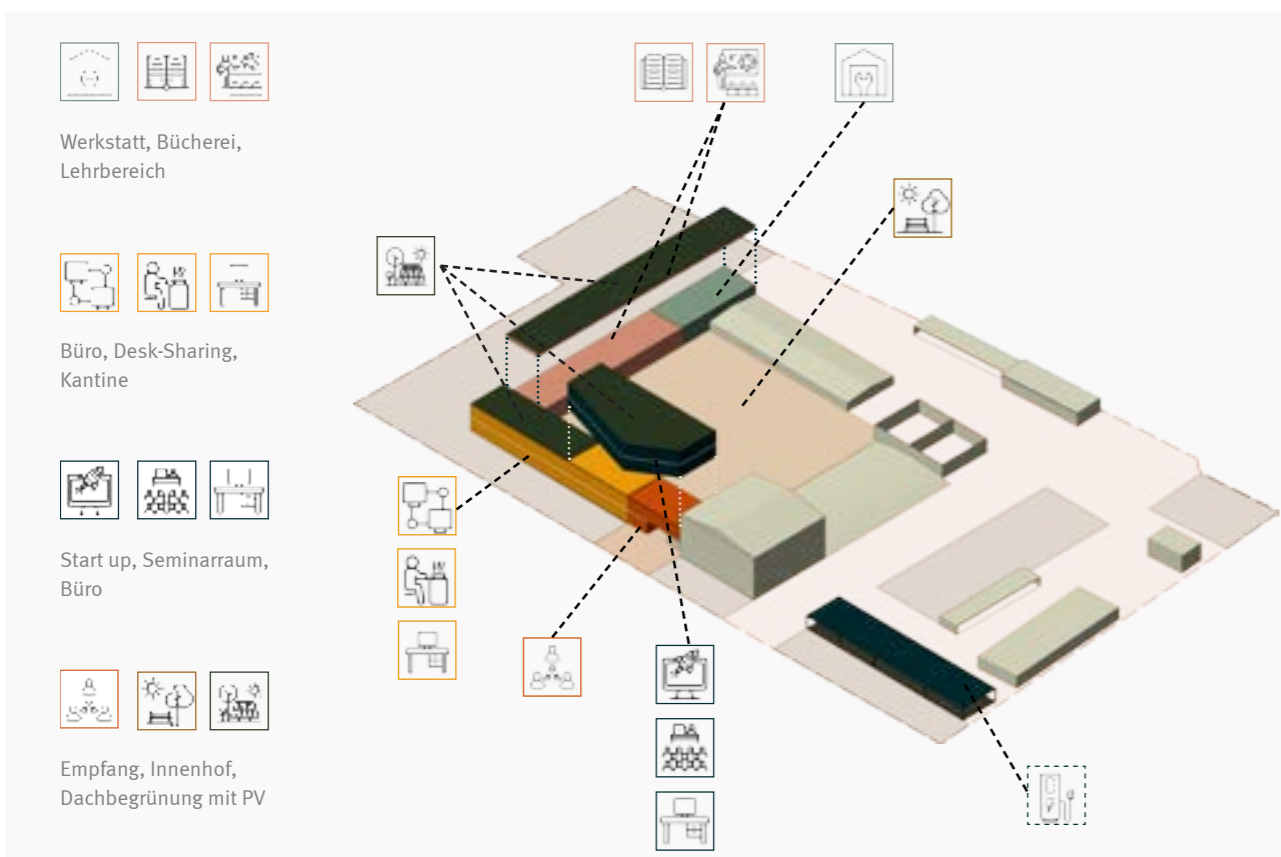 Werkstatt, Bücherei,
Lehrbereich
Büro, Desk-Sharing,
Kantine
Start up, Seminarraum,
Büro
Empfang, Innenhof,
Dachbegrünung mit PV